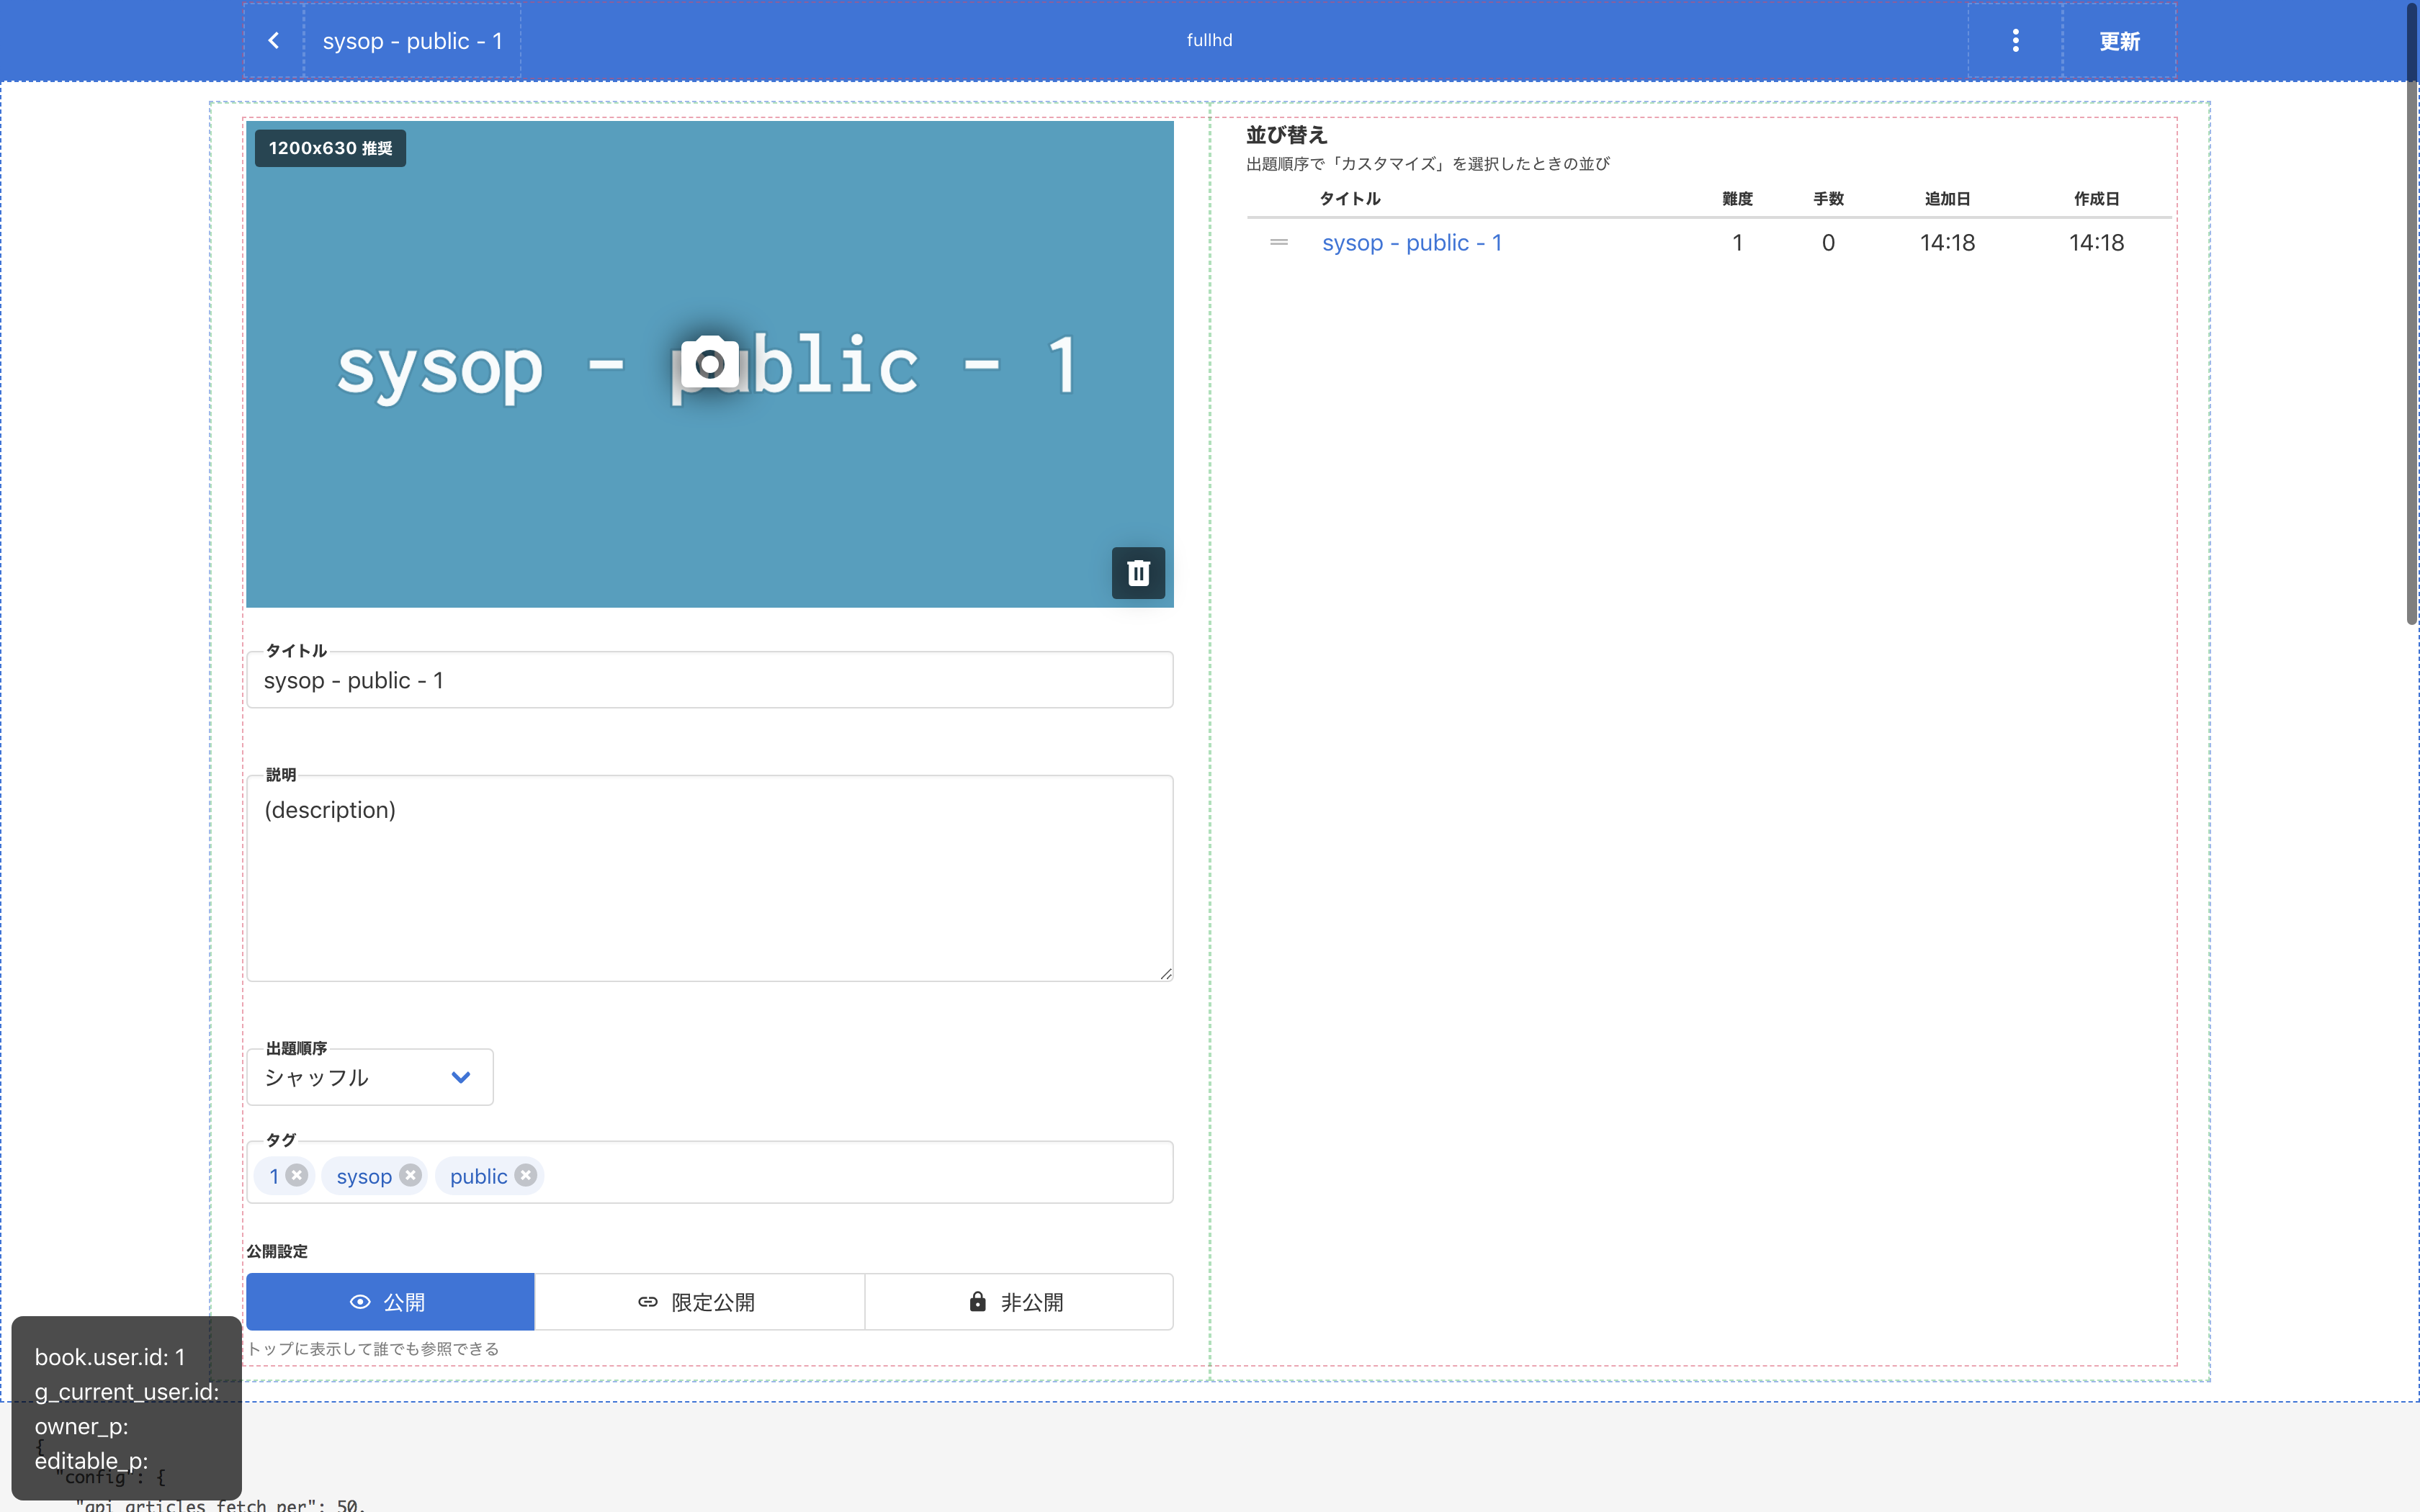 sysop - public - 1
fullhd
更新
1200x630 推奨
sysop - public - 1
タイトル
sysop - public - 1
説明
(description)
出題順序
シャッフル
タグ
1 sysop public
公開設定
公開 限定公開 非公開
トップに表示して誰でも参照できる
並び替え
出題順序で「カスタマイズ」を選択したときの並び
タイトル 難度 手数 追加日 作成日
sysop - public - 1 1 0 14:18 14:18
book.user.id: 1
g_current_user.id:
owner_p:
editable_p:
{
"config": {
"api_articles_fetch_per": 50,